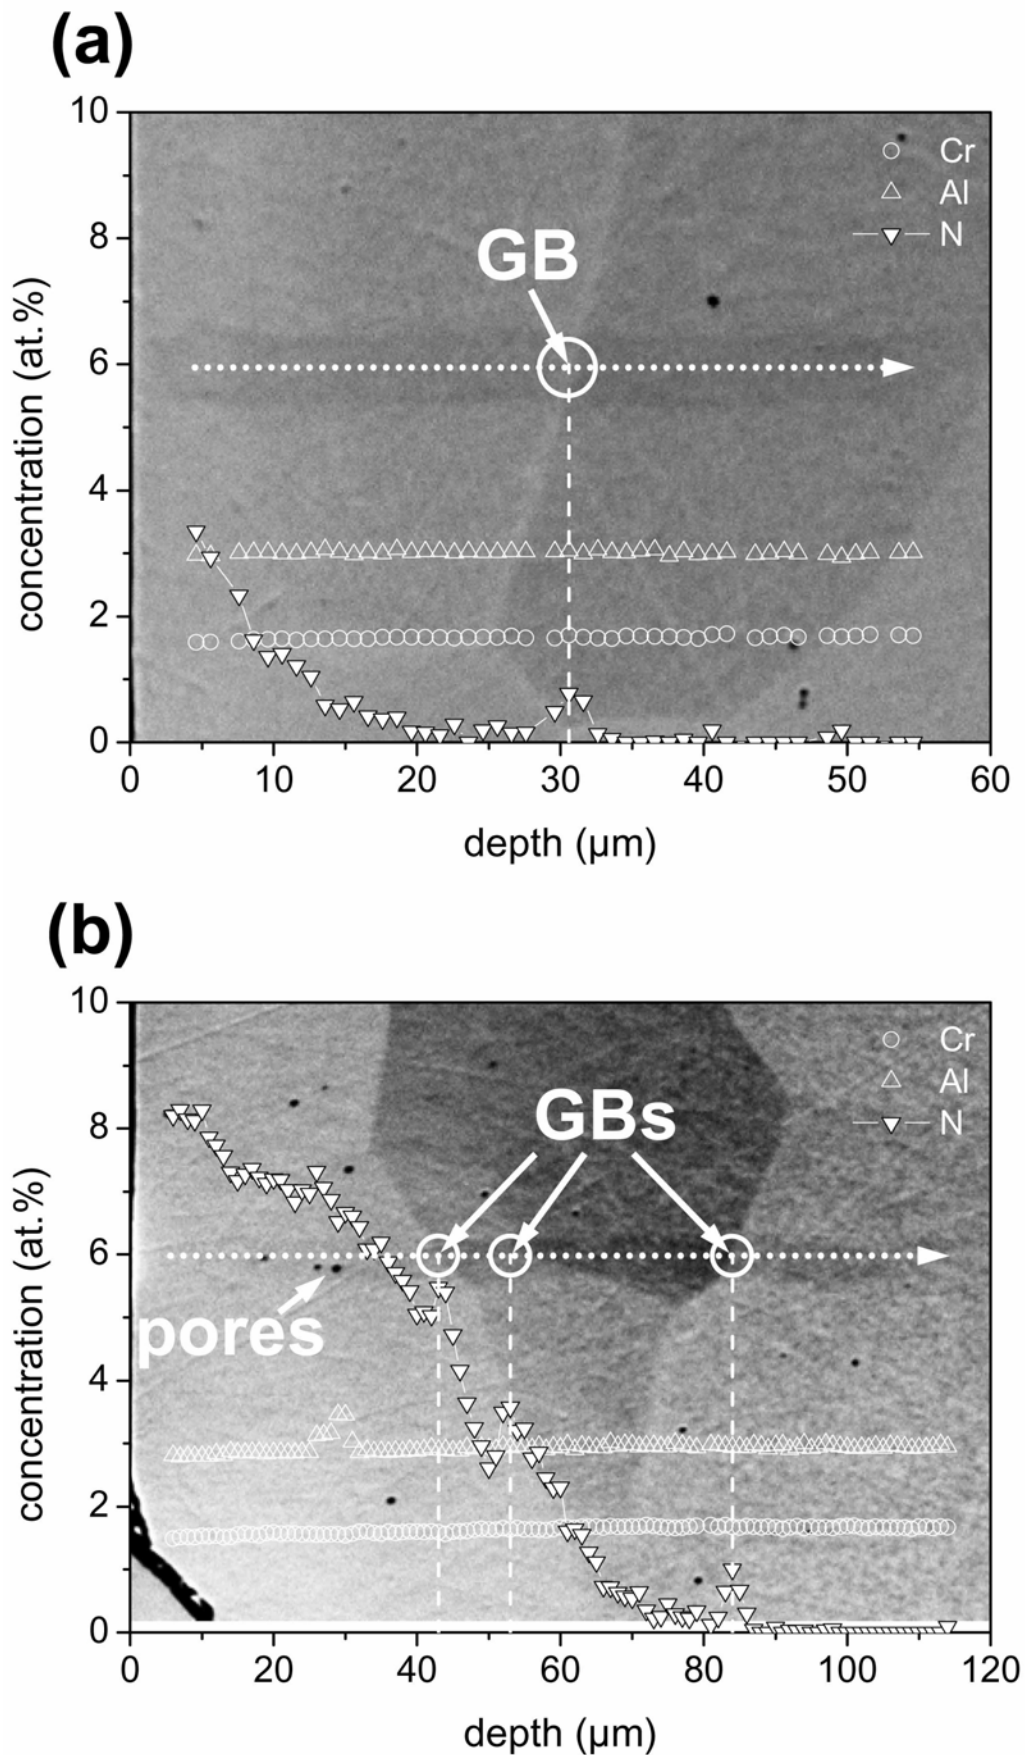 (a)
10
8
6
4
2
0
concentration (at.%)
Cr
Al
N
GB
0 10 20 30 40 50 60
depth (µm)
(b)
10
8
6
4
2
0
concentration (at.%)
Cr
Al
N
GBs
pores
0 20 40 60 80 100 120
depth (µm)